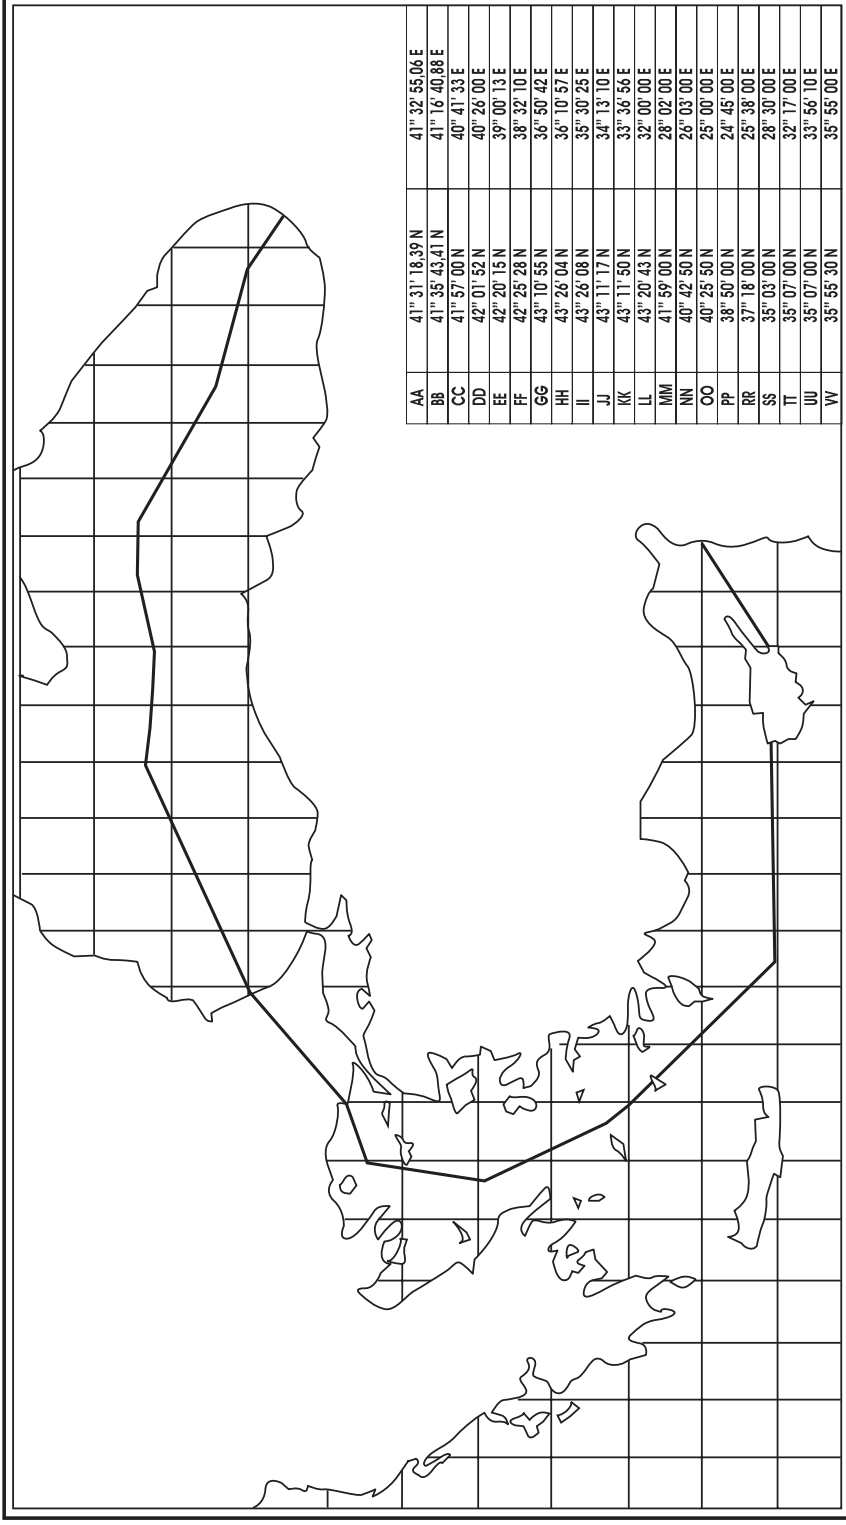 AA 41" 31' 18,39 N 41" 32' 55,06 E
BB 41" 35' 43,41 N 41" 16' 40,88 E
CC 41" 57' 00 N 40" 41' 33 E
DD 42" 01' 52 N 40" 26' 00 E
EE 42" 20' 15 N 39" 00' 13 E
FF 42" 25' 28 N 38" 32' 10 E
GG 43" 10' 55 N 36" 50' 42 E
HH 43" 26' 04 N 36" 10' 57 E
II 43" 26' 08 N 35" 30' 25 E
JJ 43" 11' 17 N 34" 13' 10 E
KK 43" 11' 50 N 33" 36' 56 E
LL 43" 20' 43 N 32" 00' 00 E
MM 41" 59' 00 N 28" 02' 00 E
NN 40" 42' 50 N 26" 03' 00 E
OO 40" 25' 50 N 25" 00' 00 E
PP 38" 50' 00 N 24" 45' 00 E
RR 37" 18' 00 N 25" 38' 00 E
SS 35" 03' 00 N 28" 30' 00 E
TT 35" 07' 00 N 32" 17' 00 E
UU 35" 07' 00 N 33" 56' 10 E
VV 35" 55' 30 N 35" 55' 00 E